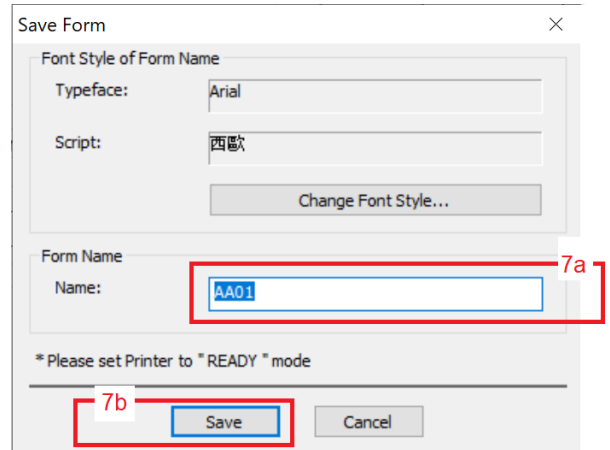 Save Form
Font Style of Form Name
Typeface: Arial
Script: 西歐
Change Font Style...
Form Name
7a
Name: AA01
* Please set Printer to " READY " mode
7b
Save Cancel